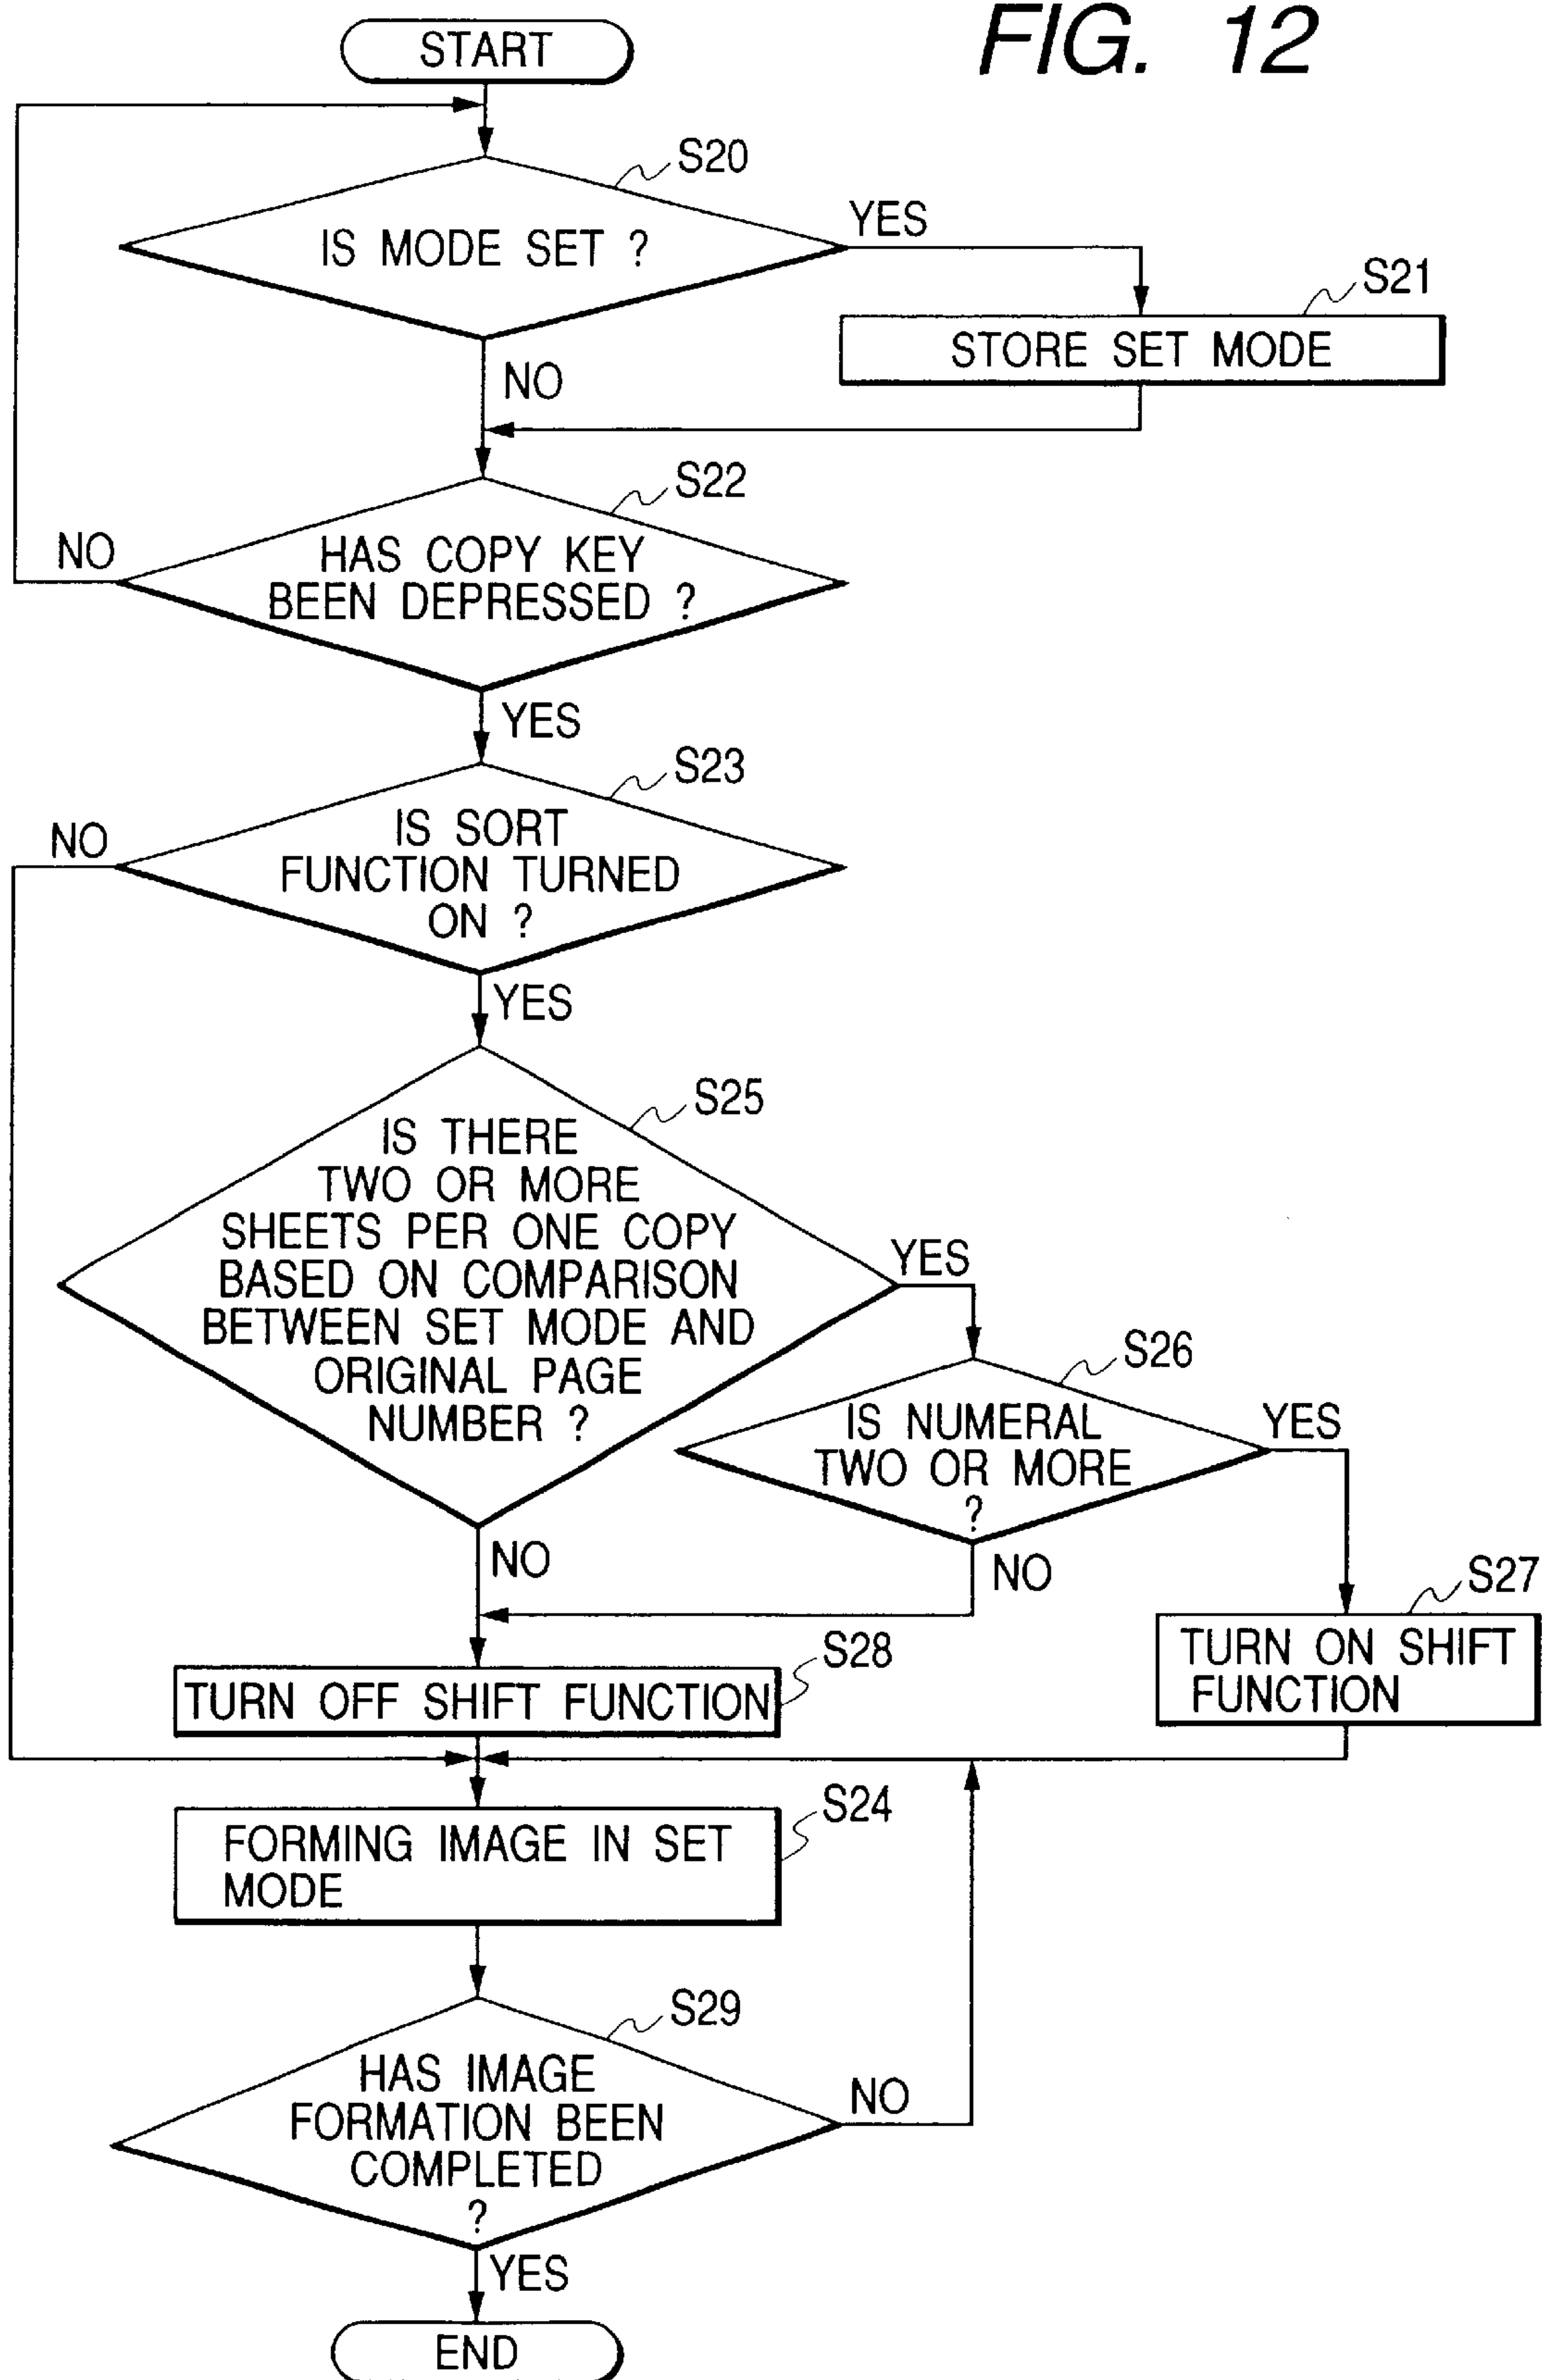 FIG. 12
START
S20
IS MODE SET ?
YES
S21
STORE SET MODE
NO
S22
HAS COPY KEY
BEEN DEPRESSED ?
NO
YES
S23
IS SORT
FUNCTION TURNED
ON ?
NO
YES
S25
IS THERE
TWO OR MORE
SHEETS PER ONE COPY
BASED ON COMPARISON
BETWEEN SET MODE AND
ORIGINAL PAGE
NUMBER ?
YES
S26
IS NUMERAL
TWO OR MORE
?
YES
NO
NO
S27
TURN ON SHIFT
FUNCTION
S28
TURN OFF SHIFT FUNCTION
S24
FORMING IMAGE IN SET
MODE
S29
HAS IMAGE
FORMATION BEEN
COMPLETED
?
NO
YES
END